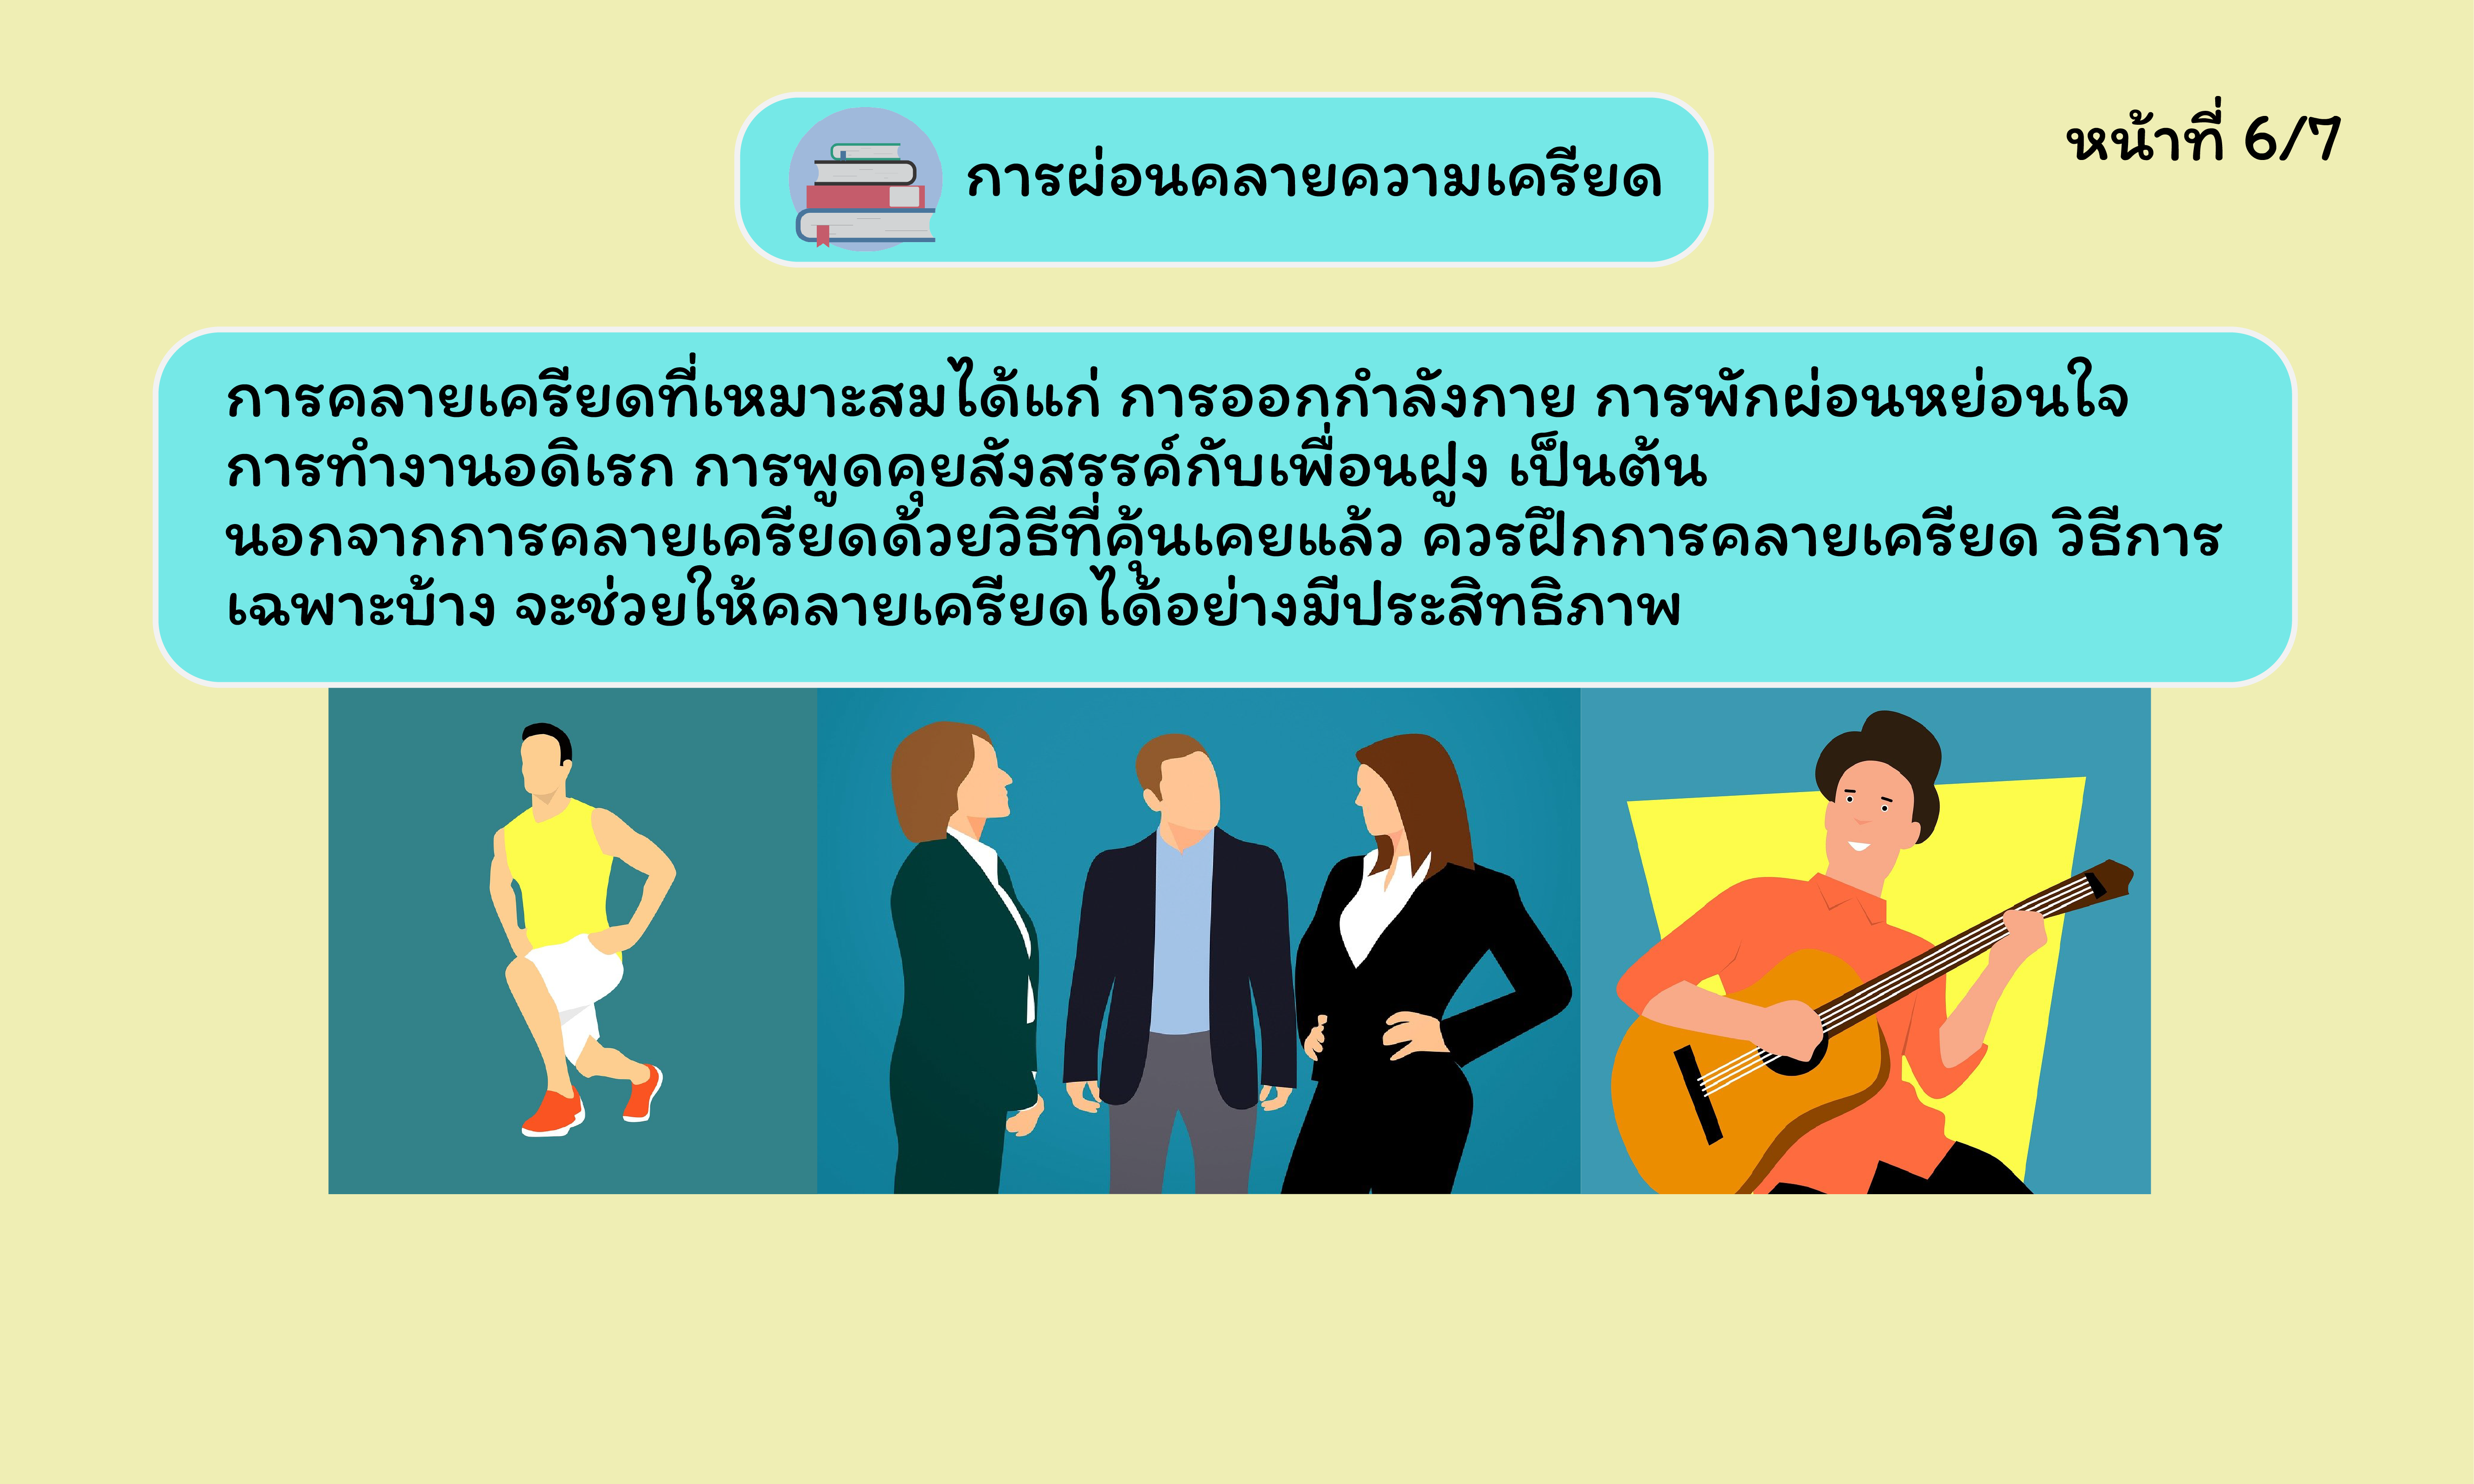 การผ่อนคลายความเครียด
หน้าที่ 6/7
การคลายเครียดที่เหมาะสมได้แก่ การออกกำลังกาย การพักผ่อนหย่อนใจ
การทำงานอดิเรก การพูดคุยสังสรรค์กับเพื่อนฝูง เป็นต้น
นอกจากการคลายเครียดด้วยวิธีที่คุ้นเคยแล้ว ควรฝึกการคลายเครียด วิธีการ
เฉพาะบ้าง จะช่วยให้คลายเครียดได้อย่างมีประสิทธิภาพ